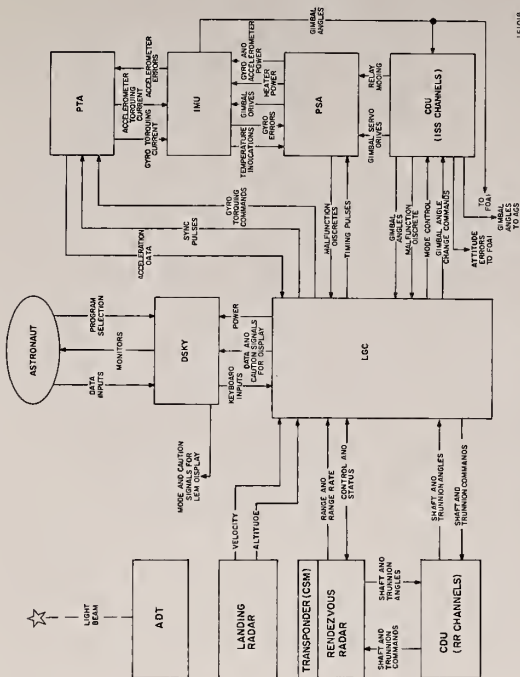 ASTRONAUT
DATA
INPUTS
MONITORS
PROGRAM
SELECTION
LIGHT
BEAM
ADT
MODE AND CAUTION
SIGNALS FOR
LEM DISPLAY
DSKY
KEYBOARD
INPUTS
DATA AND
CAUTION SIGNALS
FOR DISPLAY
POWER
ACCELERATION
DATA
SYNC
PULSES
GYRO
TORQUING
COMMANDS
PTA
GYRO TORQUING
CURRENT
ACCELEROMETER
TORQUING
CURRENT
ACCELEROMETER
ERRORS
IMU
TEMPERATURE
INDICATIONS
GYRO
ERRORS
GIMBAL
DRIVES
HEATER
POWER
GYRO AND
ACCELEROMETER
POWER
GIMBAL
ANGLES
PSA
MALFUNCTION
DISCRETES
TIMING PULSES
GIMBAL SERVO
DRIVES
RELAY
MODING
CDU
(ISS CHANNELS)
LANDING
RADAR
VELOCITY
ALTITUDE
LGC
TRANSPONDER (CSM)
RENDEZVOUS
RADAR
RANGE AND
RANGE RATE
CONTROL AND
STATUS
SHAFT AND
TRUNNION
COMMANDS
SHAFT AND
TRUNNION
ANGLES
CDU
(RR CHANNELS)
SHAFT AND
TRUNNION ANGLES
SHAFT AND
TRUNNION COMMANDS
GIMBAL
ANGLES
MALFUNCTION
DISCRETE
MODE CONTROL
GIMBAL ANGLE
CHANGE COMMANDS
ATTITUDE
ERRORS
TO FDAI
GIMBAL
ANGLES
TO AGS
TO
FDAI